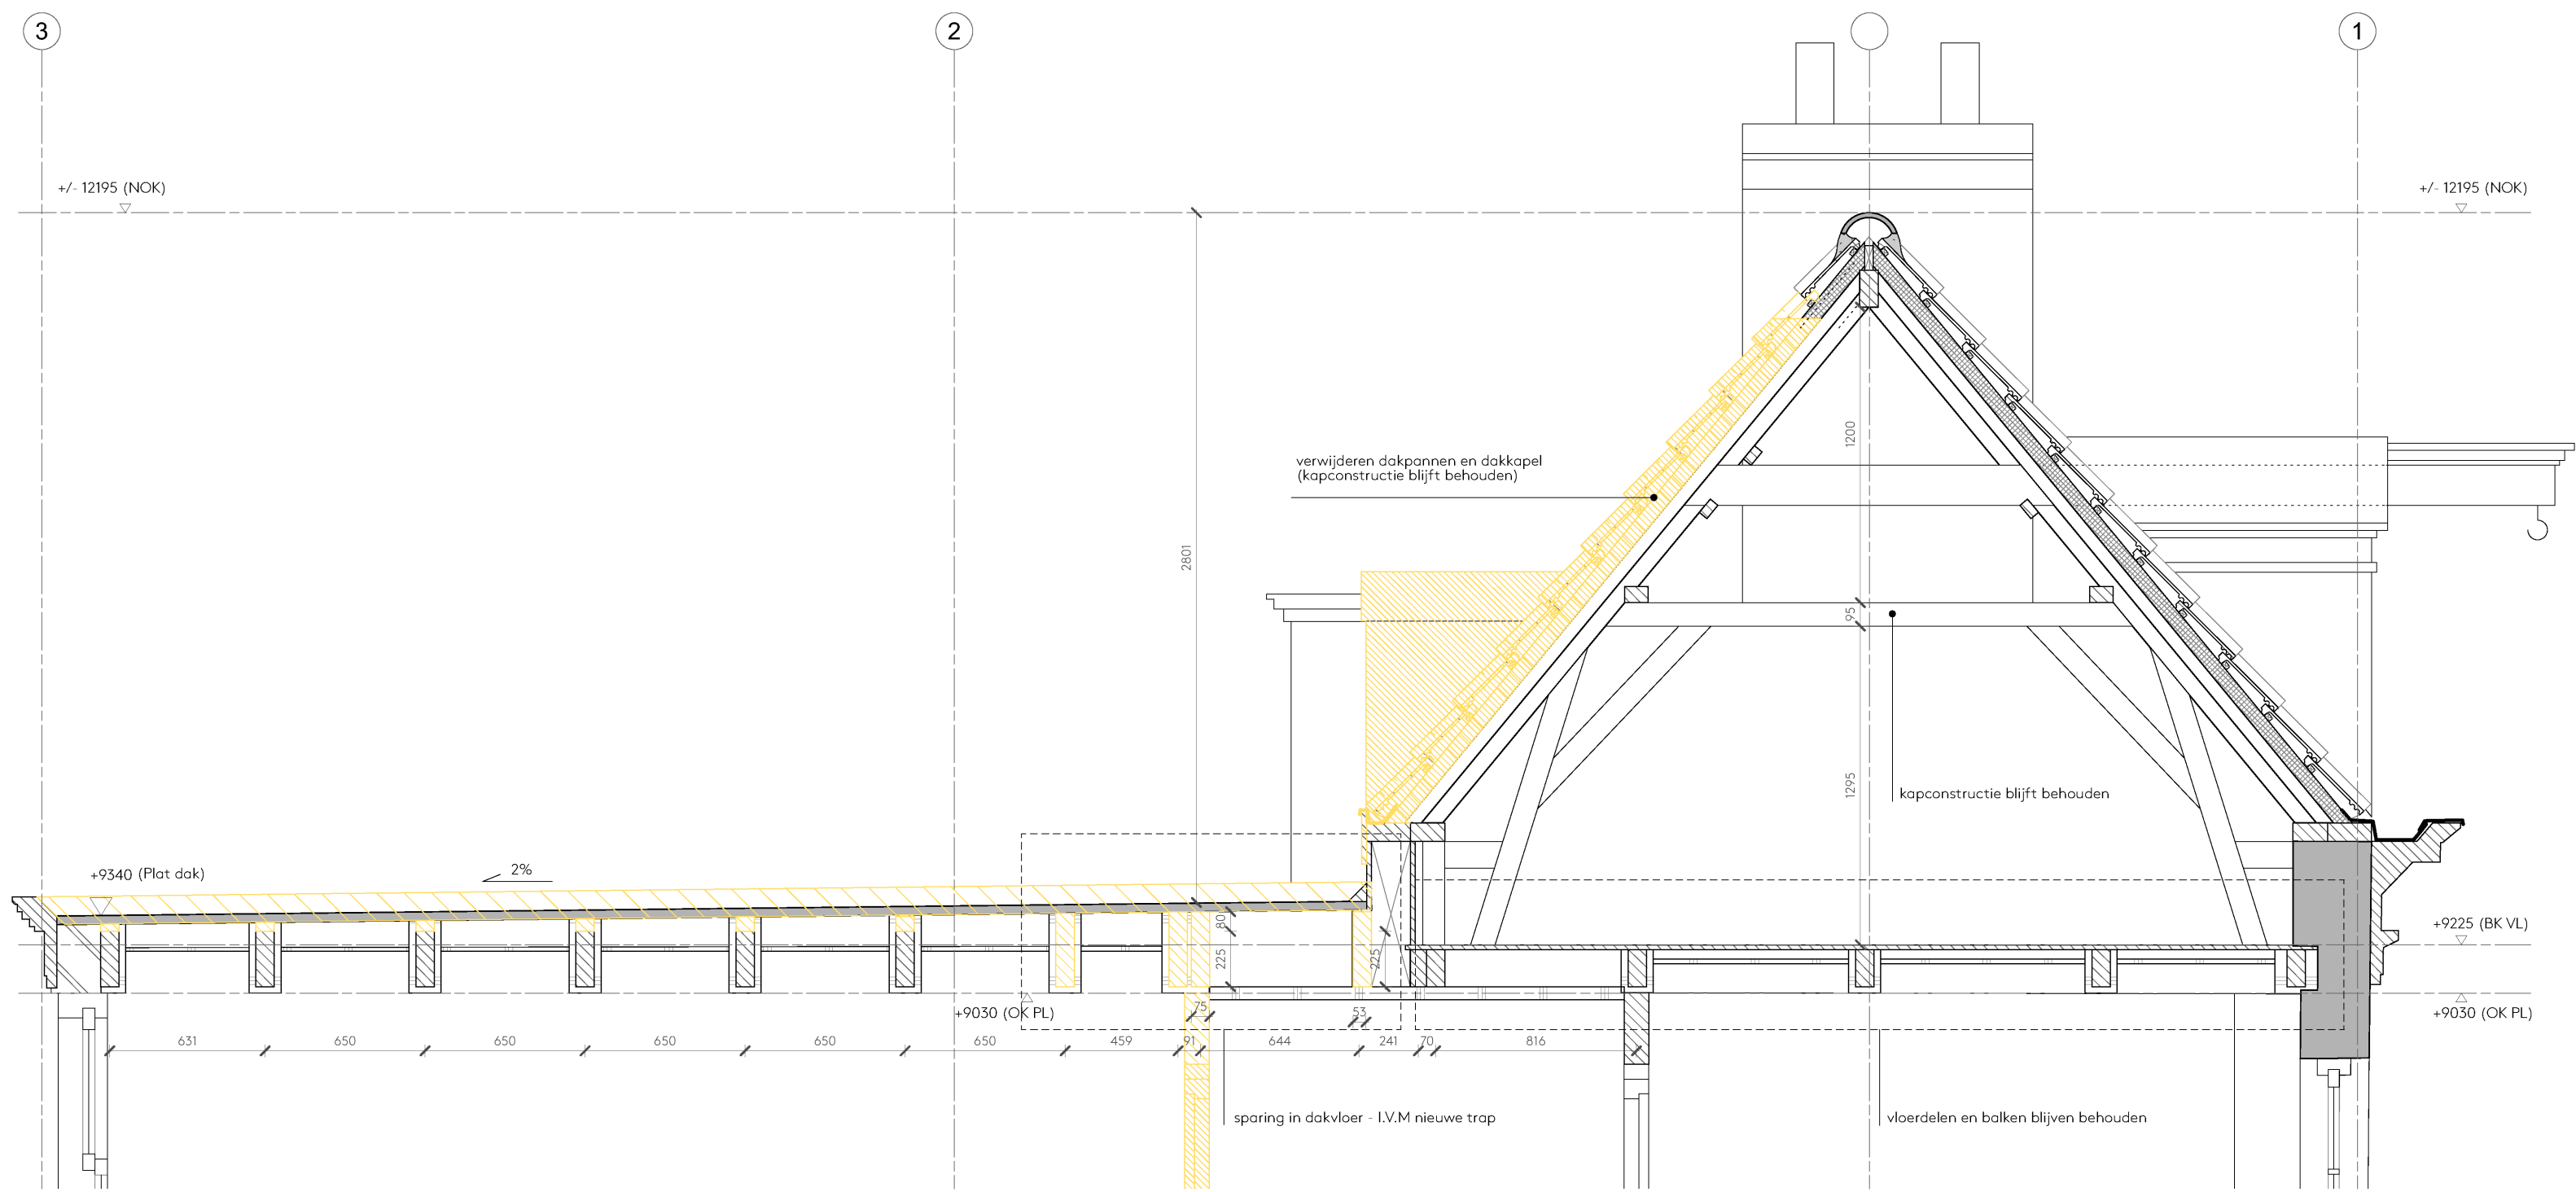 3
2
1
+/- 12195 (NOK)
+/- 12195 (NOK)
verwijderen dakpannen en dakkapel
(kapconstructie blijft behouden)
1200
2801
95
1295
kapconstructie blijft behouden
+9340 (Plat dak)
2%
80
225
225
+9225 (BK VL)
+9030 (OK PL)
75
53
+9030 (OK PL)
631
650
650
650
650
650
459
91
644
241
70
816
sparing in dakvloer - I.V.M nieuwe trap
vloerdelen en balken blijven behouden